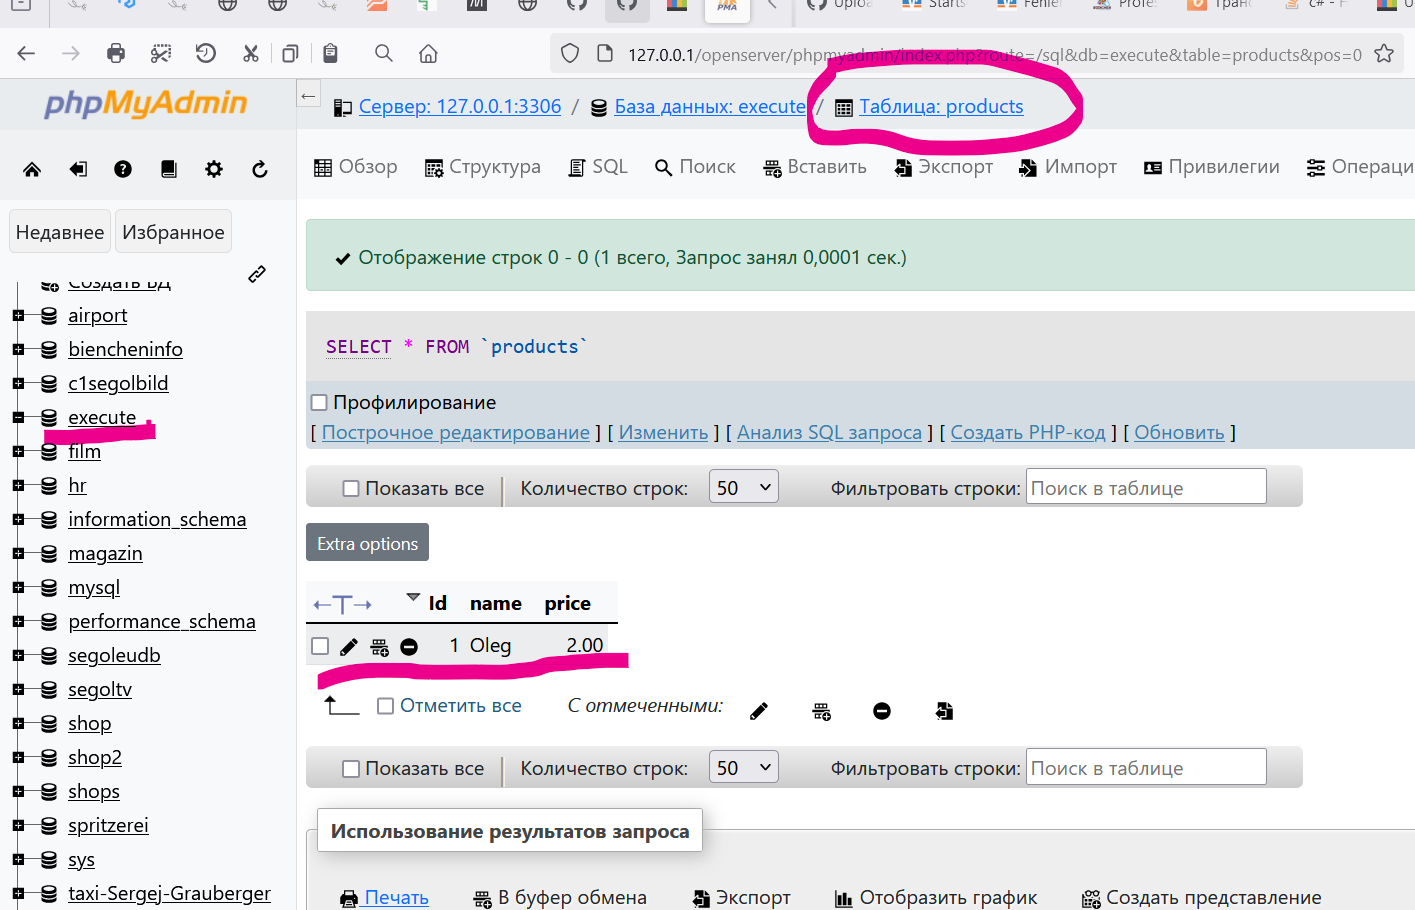 PMA
Uploa
Starts
Fehler
Profes
Транс
c# - F
U
127.0.0.1/openserver/phpmyadmin/index.php?route=/sql&db=execute&table=products&pos=0
phpMyAdmin
Сервер: 127.0.0.1:3306 / База данных: execute / Таблица: products
Обзор Структура SQL Поиск Вставить Экспорт Импорт Привилегии Операци
Недавнее Избранное
Создать БД
airport
biencheninfo
c1segolbild
execute
film
hr
information_schema
magazin
mysql
performance_schema
segoleudb
segoltv
shop
shop2
shops
spritzerei
sys
taxi-Sergej-Grauberger
Отображение строк 0 - 0 (1 всего, Запрос занял 0,0001 сек.)
SELECT * FROM `products`
Профилирование
[ Построчное редактирование ] [ Изменить ] [ Анализ SQL запроса ] [ Создать PHP-код ] [ Обновить ]
Показать все Количество строк: 50 Фильтровать строки: Поиск в таблице
Extra options
←T→ Id name price
1 Oleg 2.00
Отметить все С отмеченными:
Показать все Количество строк: 50 Фильтровать строки: Поиск в таблице
Использование результатов запроса
Печать В буфер обмена Экспорт Отобразить график Создать представление